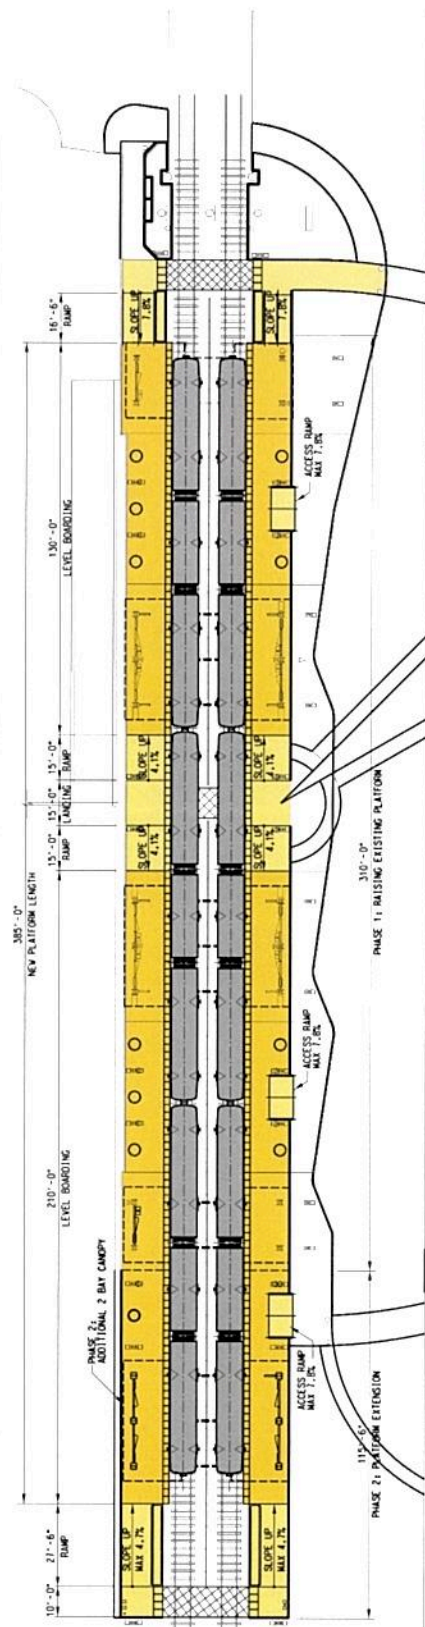 16'-6"
RAMP
SLOPE UP
7.8%
SLOPE UP
7.8%
ACCESS RAMP
MAX 7.8%
130'-0"
LEVEL BOARDING
15'-0"
RAMP
15'-0"
LANDING
15'-0"
RAMP
SLOPE UP
4.1%
SLOPE UP
4.1%
SLOPE UP
4.1%
SLOPE UP
4.1%
385'-0"
NEW PLATFORM LENGTH
310'-0"
PHASE 1: RAISING EXISTING PLATFORM
ACCESS RAMP
MAX 7.8%
210'-0"
LEVEL BOARDING
PHASE 2:
ADDITIONAL 2 BAY CANOPY
ACCESS RAMP
MAX 7.8%
115'-6"
PHASE 2: PLATFORM EXTENSION
27'-6"
RAMP
SLOPE UP
MAX 4.7%
SLOPE UP
MAX 4.7%
10'-0"